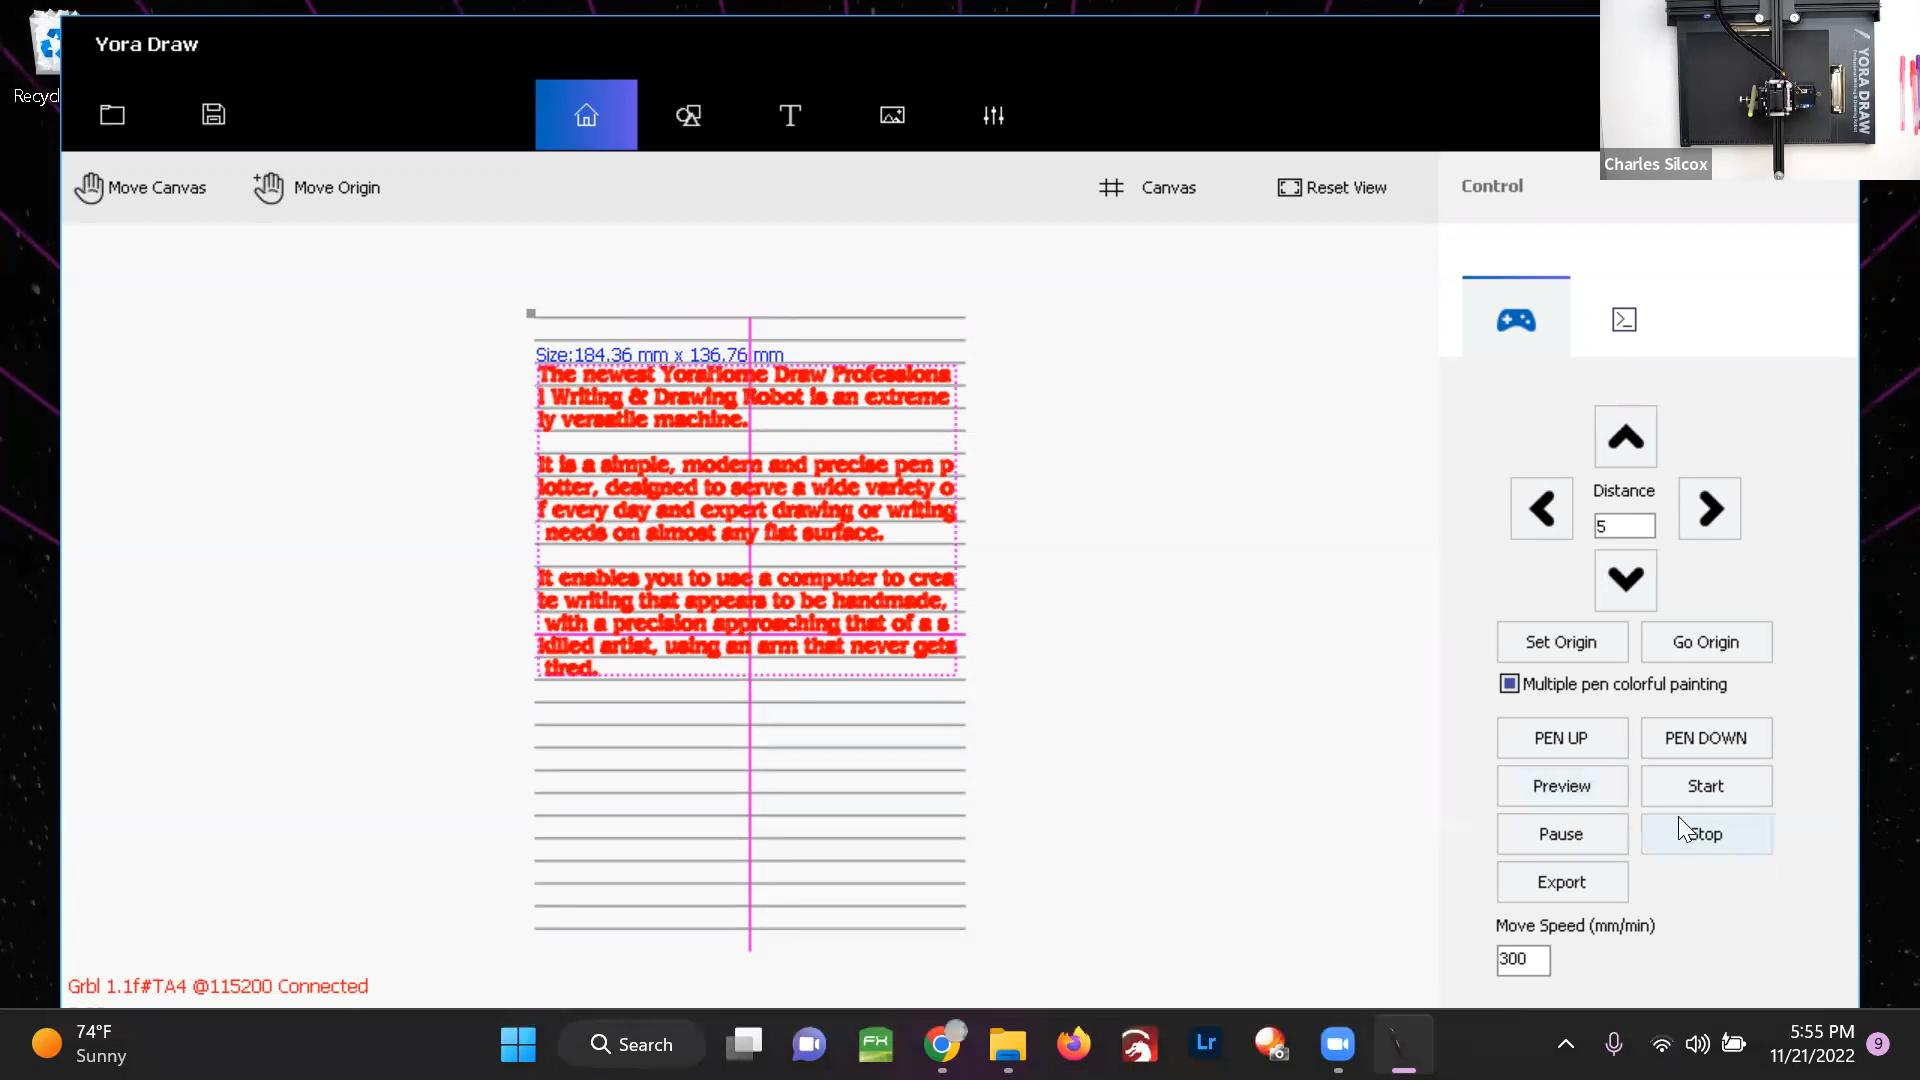 Yora Draw
Recycl
YORA DRAW
Charles Silcox
Move Canvas
Move Origin
Canvas
Reset View
Control
Size:184.36 mm x 136.76 mm
The newest YoraHome Draw Professiona
l Writing & Drawing Robot is an extreme
ly versatile machine.
It is a simple, modern and precise pen p
lotter, designed to serve a wide variety o
f every day and expert drawing or writing
needs on almost any flat surface.
It enables you to use a computer to crea
te writing that appears to be handmade,
with a precision approaching that of a s
killed artist, using an arm that never gets
tired.
Distance
5
Set Origin
Go Origin
Multiple pen colorful painting
PEN UP
PEN DOWN
Preview
Start
Pause
Stop
Export
Move Speed (mm/min)
300
Grbl 1.1f#TA4 @115200 Connected
74°F
Sunny
Search
FX
Lr
5:55 PM
11/21/2022
9